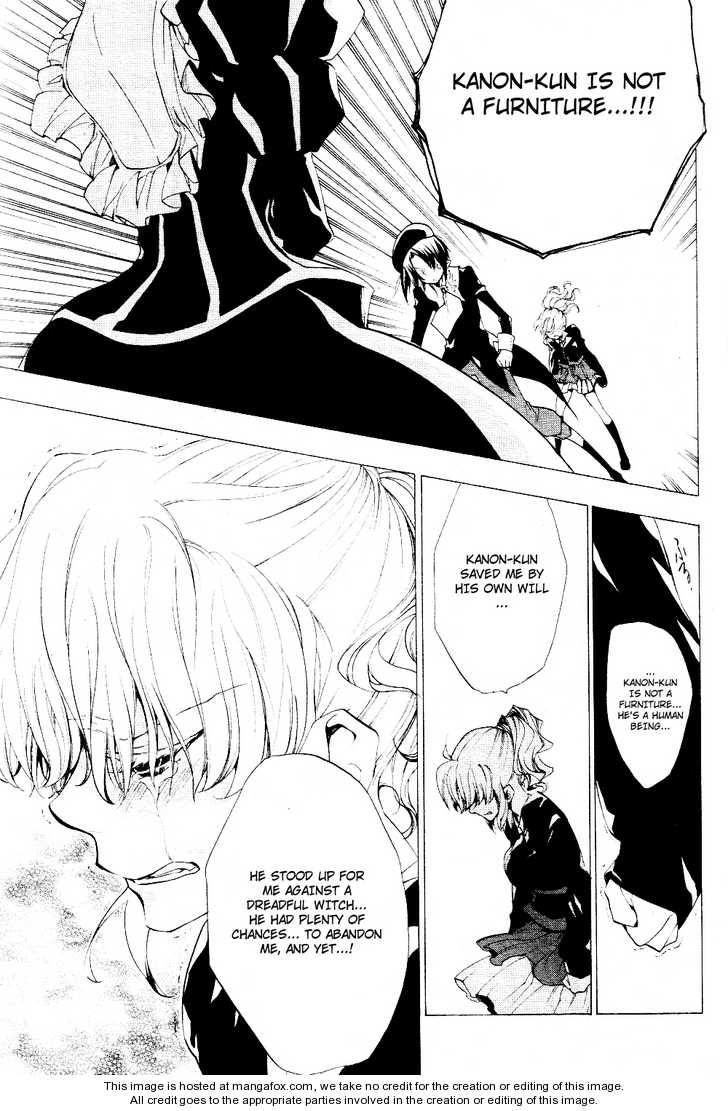 KANON-KUN IS NOT
A FURNITURE...!!!
...
KANON-KUN
IS NOT A
FURNITURE...
HE'S A HUMAN
BEING...
KANON-KUN
SAVED ME BY
HIS OWN WILL
...
HE STOOD UP FOR
ME AGAINST A
DREADFUL WITCH...
HE HAD PLENTY OF
CHANCES... TO ABANDON
ME, AND YET...!
This image is hosted at mangafox.com, we take no credit for the creation or editing of this image.
All credit goes to the appropriate parties involved in the creation or editing of this image.